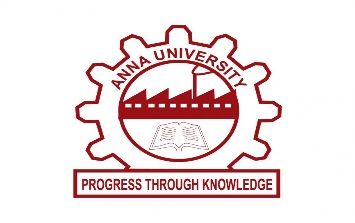 ANNA UNIVERSITY
PROGRESS THROUGH KNOWLEDGE